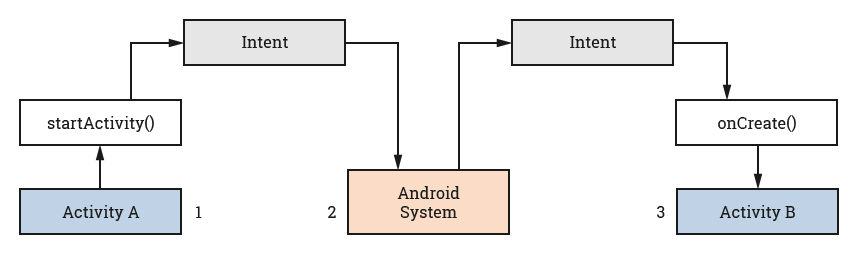 Intent
Intent
startActivity()
onCreate()
Activity A
1
2
Android
System
3
Activity B